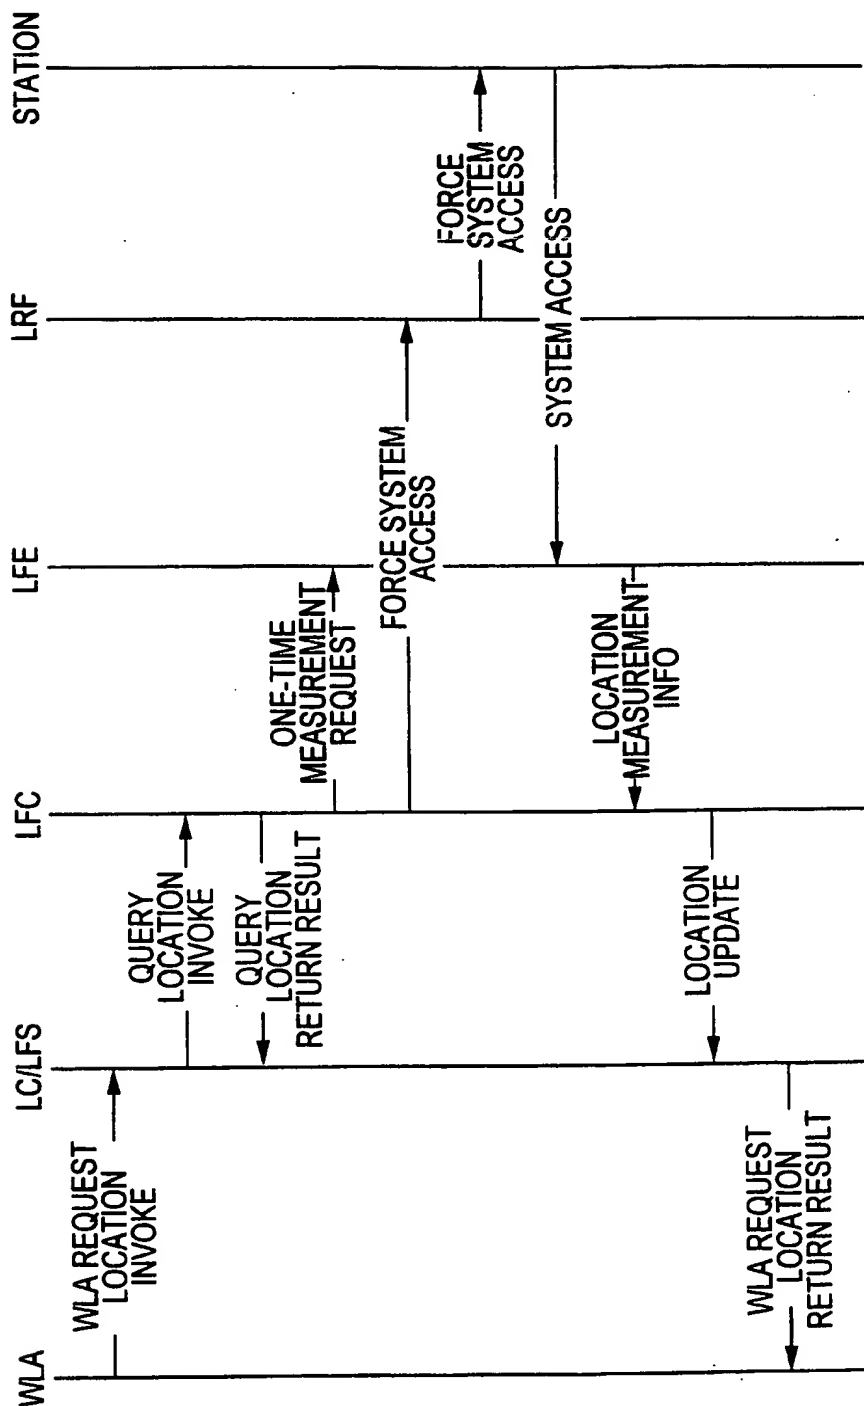 WLA
LC/LFS
LFC
LFE
LRF
STATION
WLA REQUEST
LOCATION
INVOKE
QUERY
LOCATION
INVOKE
QUERY
LOCATION
RETURN RESULT
ONE-TIME
MEASUREMENT
REQUEST
FORCE SYSTEM
ACCESS
FORCE
SYSTEM
ACCESS
SYSTEM ACCESS
LOCATION
MEASUREMENT
INFO
LOCATION
UPDATE
WLA REQUEST
LOCATION
RETURN RESULT